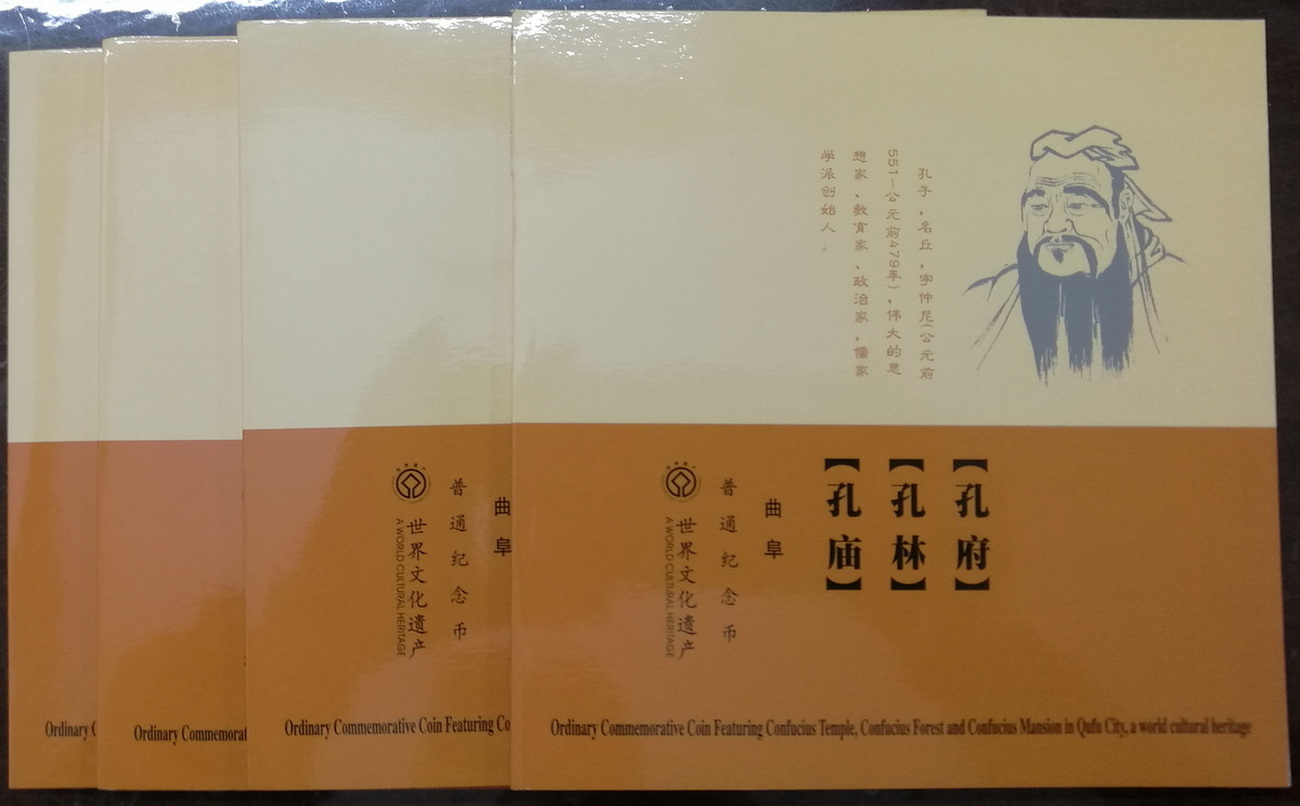 孔子，名丘，字仲尼（公元前
551—公元前479年），伟大的思
想家、教育家、政治家，儒家
学派创始人。
【孔府】
【孔林】
【孔庙】
曲阜
普通纪念币
世界文化遗产
A WORLD CULTURAL HERITAGE
Ordinary Commemorative Coin Featuring Confucius Temple, Confucius Forest and Confucius Mansion in Qufu City, a world cultural heritage
曲阜
普通纪念币
世界文化遗产
A WORLD CULTURAL HERITAGE
Ordinary Commemorative Coin Featuring Co
Ordinary Commemorat
Ordinary C